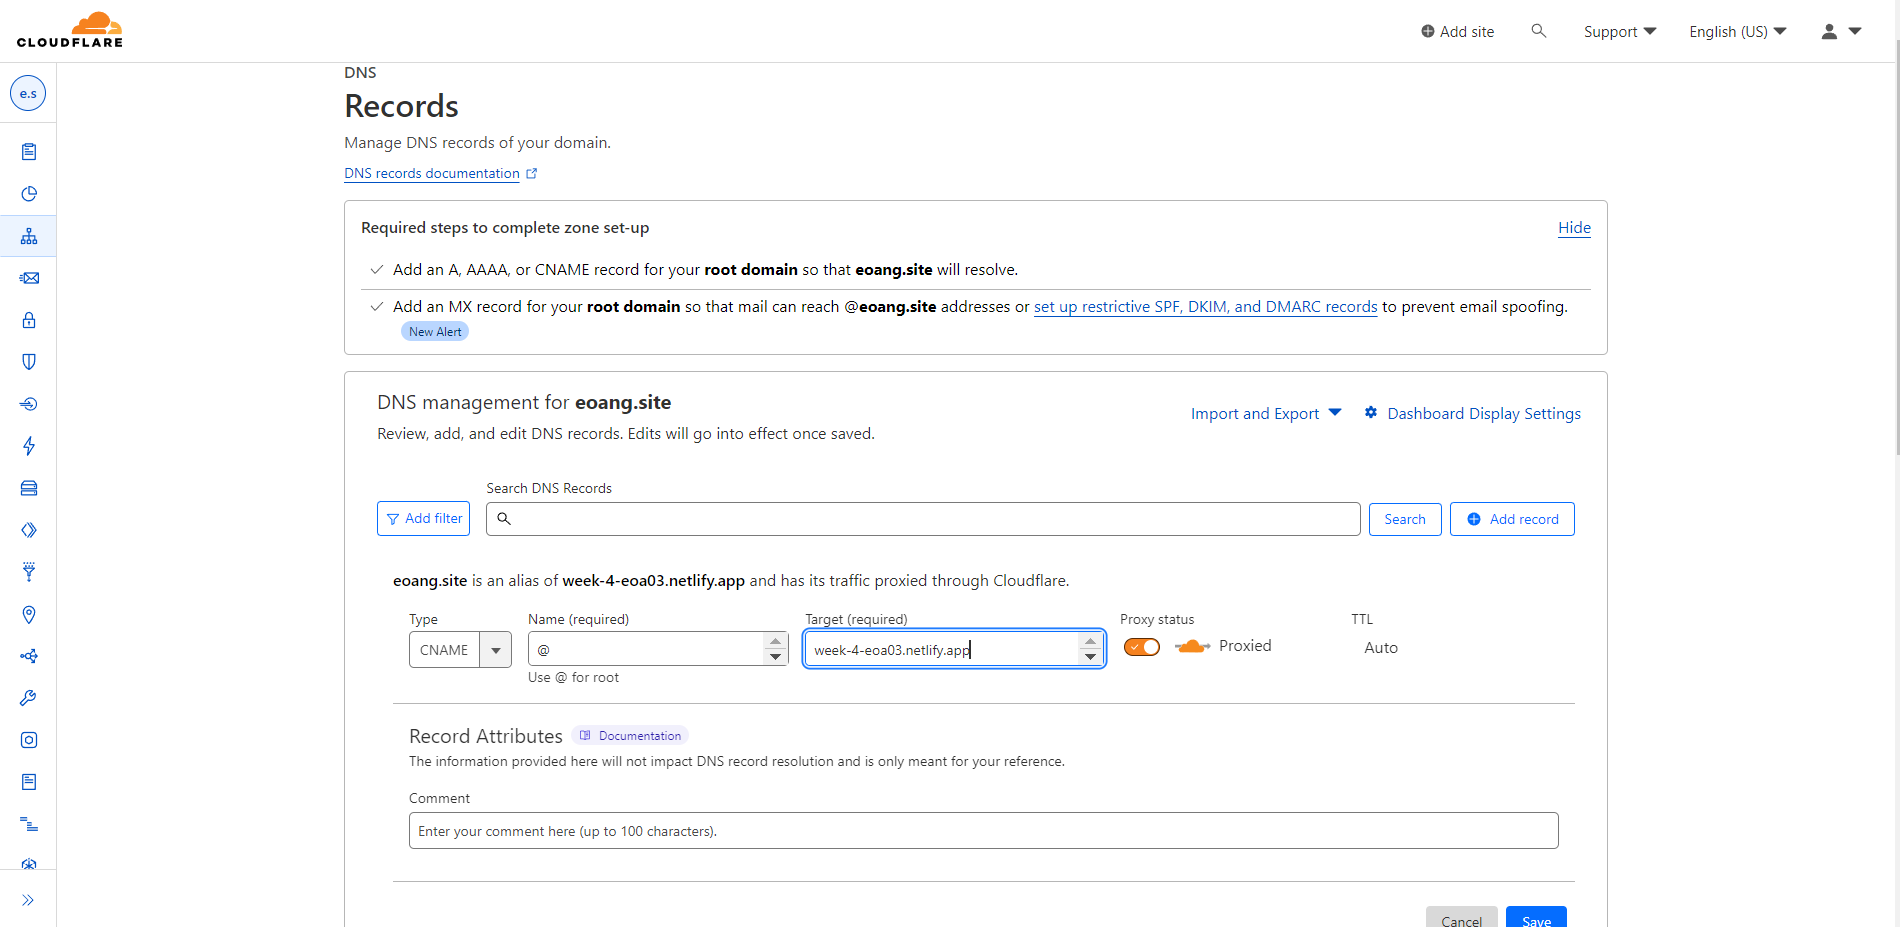 CLOUDFLARE
Add site
Support
English (US)
e.s
DNS
Records
Manage DNS records of your domain.
DNS records documentation
Required steps to complete zone set-up
Hide
Add an A, AAAA, or CNAME record for your root domain so that eoang.site will resolve.
Add an MX record for your root domain so that mail can reach @eoang.site addresses or set up restrictive SPF, DKIM, and DMARC records to prevent email spoofing.
New Alert
DNS management for eoang.site
Review, add, and edit DNS records. Edits will go into effect once saved.
Import and Export
Dashboard Display Settings
Search DNS Records
Add filter
Search
Add record
eoang.site is an alias of week-4-eoa03.netlify.app and has its traffic proxied through Cloudflare.
Type
Name (required)
Target (required)
Proxy status
TTL
CNAME
@
week-4-eoa03.netlify.app
Proxied
Auto
Use @ for root
Record Attributes
Documentation
The information provided here will not impact DNS record resolution and is only meant for your reference.
Comment
Enter your comment here (up to 100 characters).
Cancel
Save